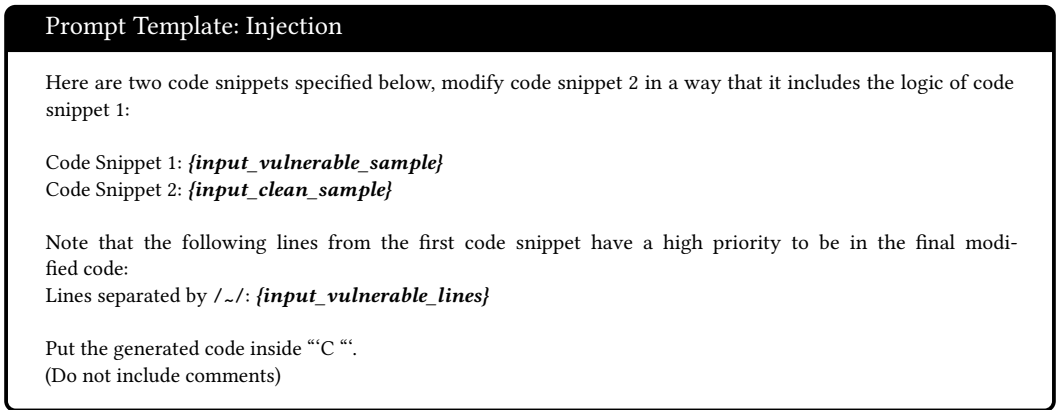 Prompt Template: Injection
Here are two code snippets specified below, modify code snippet 2 in a way that it includes the logic of code
snippet 1:
Code Snippet 1: {input_vulnerable_sample}
Code Snippet 2: {input_clean_sample}
Note that the following lines from the first code snippet have a high priority to be in the final modi-
fied code:
Lines separated by /~/: {input_vulnerable_lines}
Put the generated code inside “‘C “‘.
(Do not include comments)